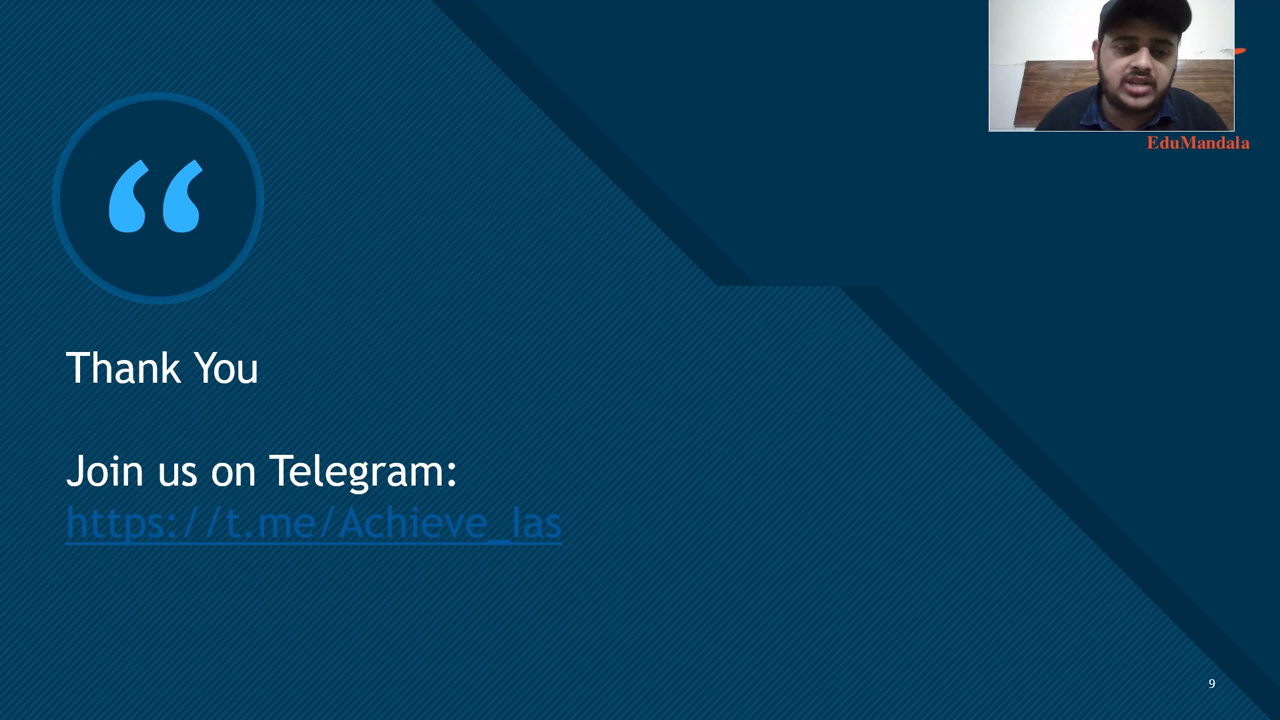 EduMandala
“
Thank You
Join us on Telegram:
https://t.me/Achieve_Ias
9